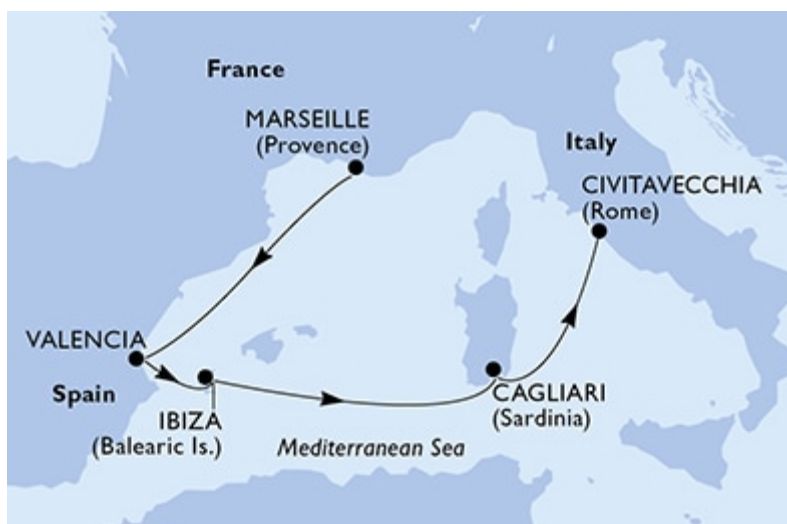 France
MARSEILLE
(Provence)
Italy
CIVITAVECCHIA
(Rome)
VALENCIA
Spain
IBIZA
(Balearic Is.)
CAGLIARI
(Sardinia)
Mediterranean Sea